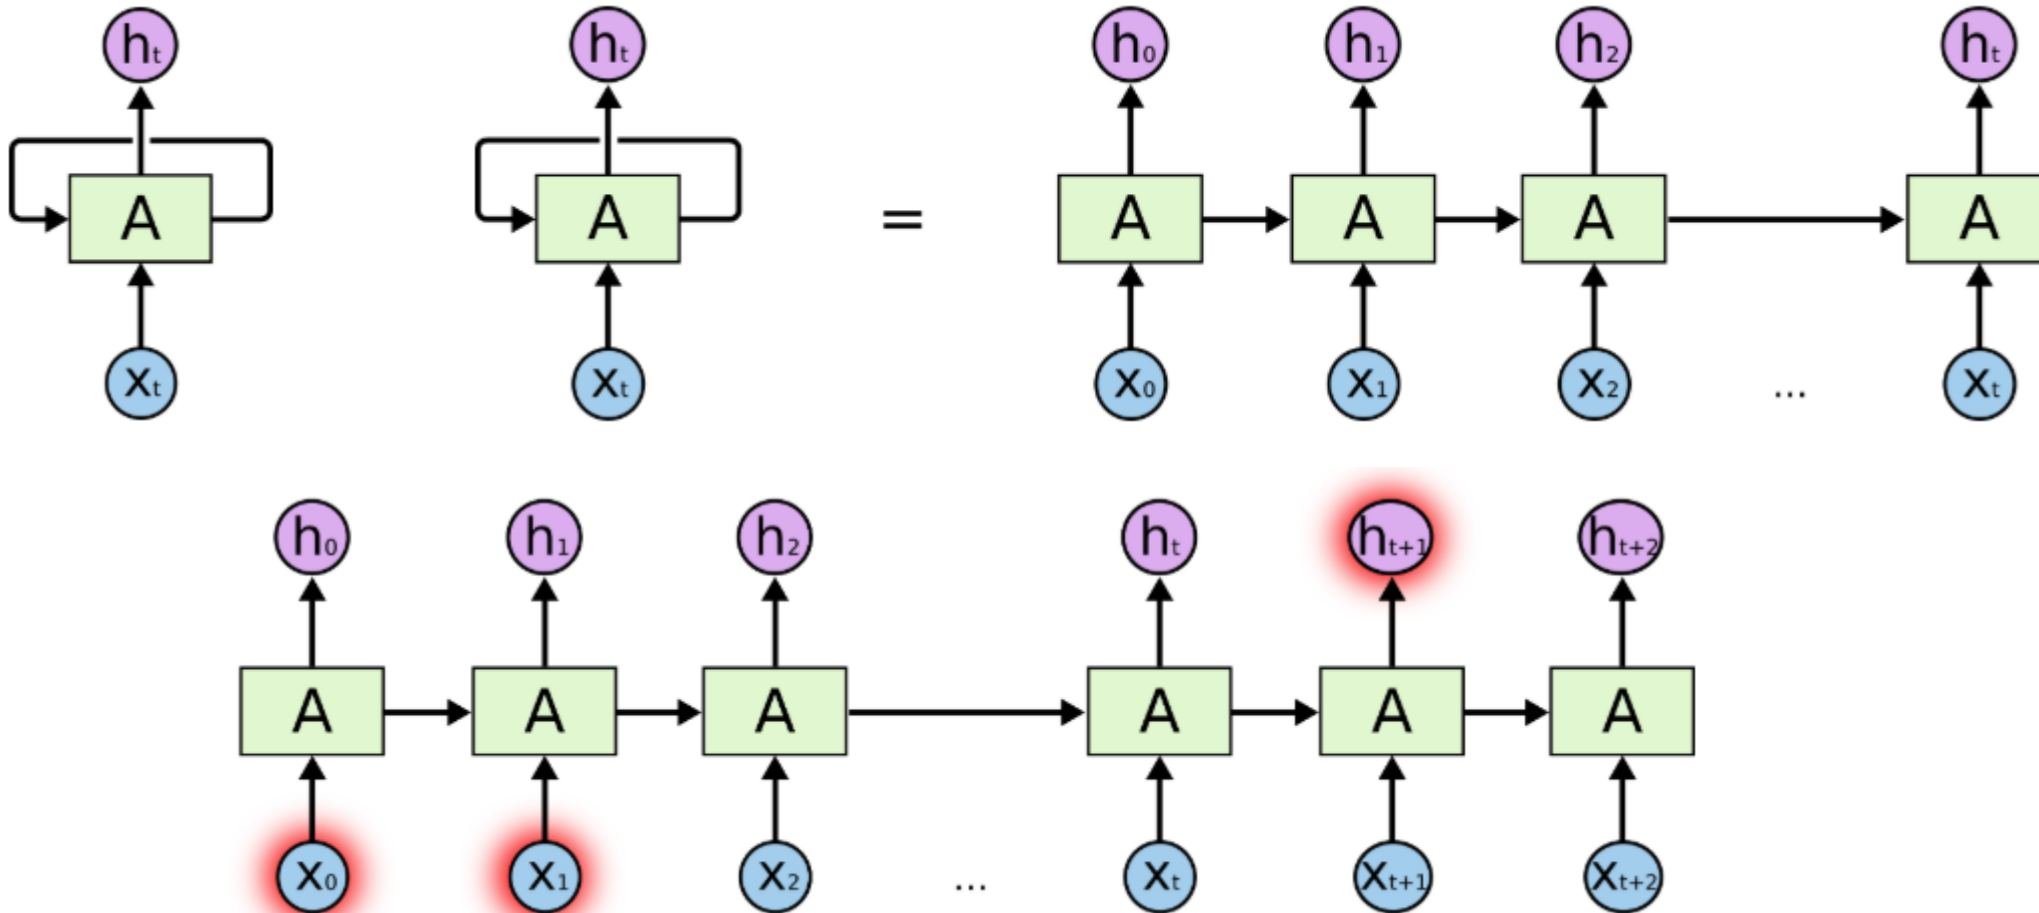 hₜ hₜ h₀ h₁ h₂ hₜ
A A = A A A A
xₜ xₜ x₀ x₁ x₂ ... xₜ
h₀ h₁ h₂ hₜ hₜ₊₁ hₜ₊₂
A A A A A A
x₀ x₁ x₂ ... xₜ xₜ₊₁ xₜ₊₂